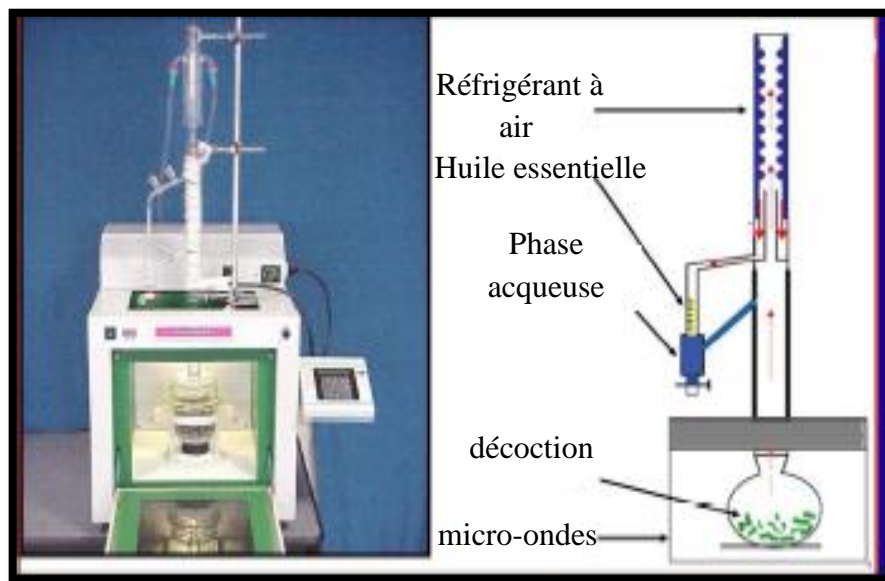 Réfrigérant à
air
Huile essentielle
Phase
acqueuse
décoction
micro-ondes